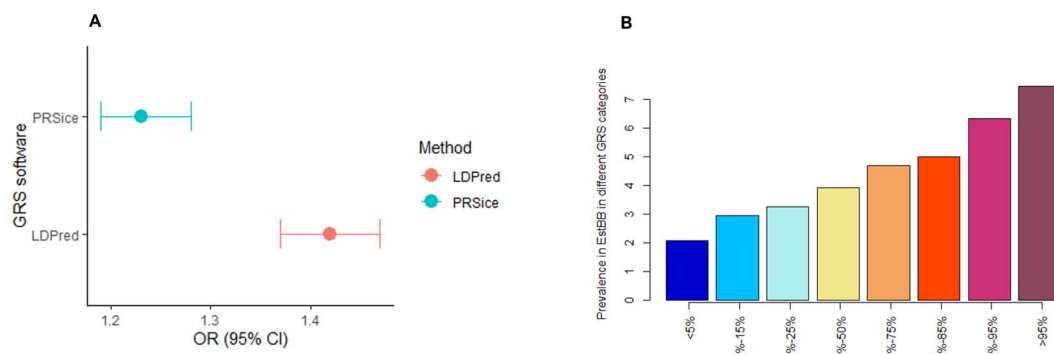 A
GRS software
PRSice
LDPred
1.2
1.3
1.4
OR (95% CI)
Method
LDPred
PRSice
B
Prevalence in EstBB in different GRS categories
7
6
5
4
3
2
1
0
<5%
%-15%
%-25%
%-50%
%-75%
%-85%
%-95%
>95%